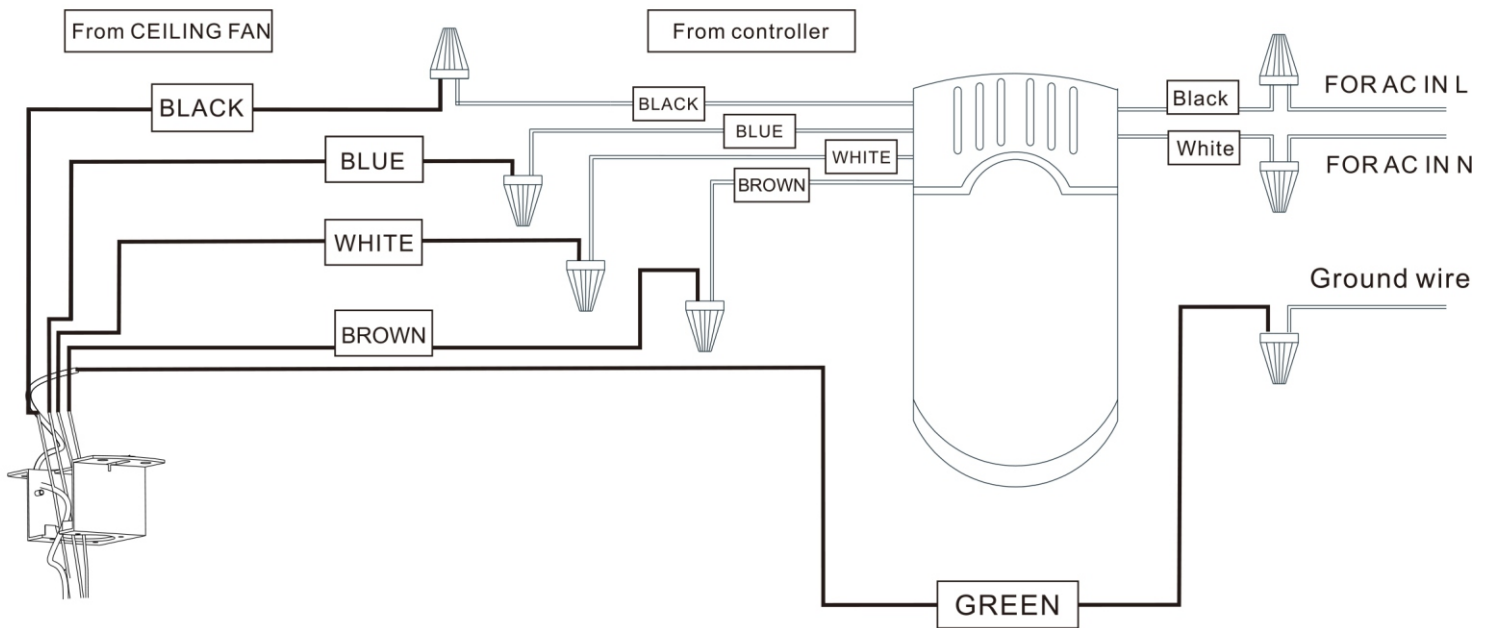 From CEILING FAN
From controller
BLACK
BLACK
Black
FOR AC IN L
BLUE
BLUE
WHITE
White
FOR AC IN N
BROWN
WHITE
Ground wire
BROWN
GREEN